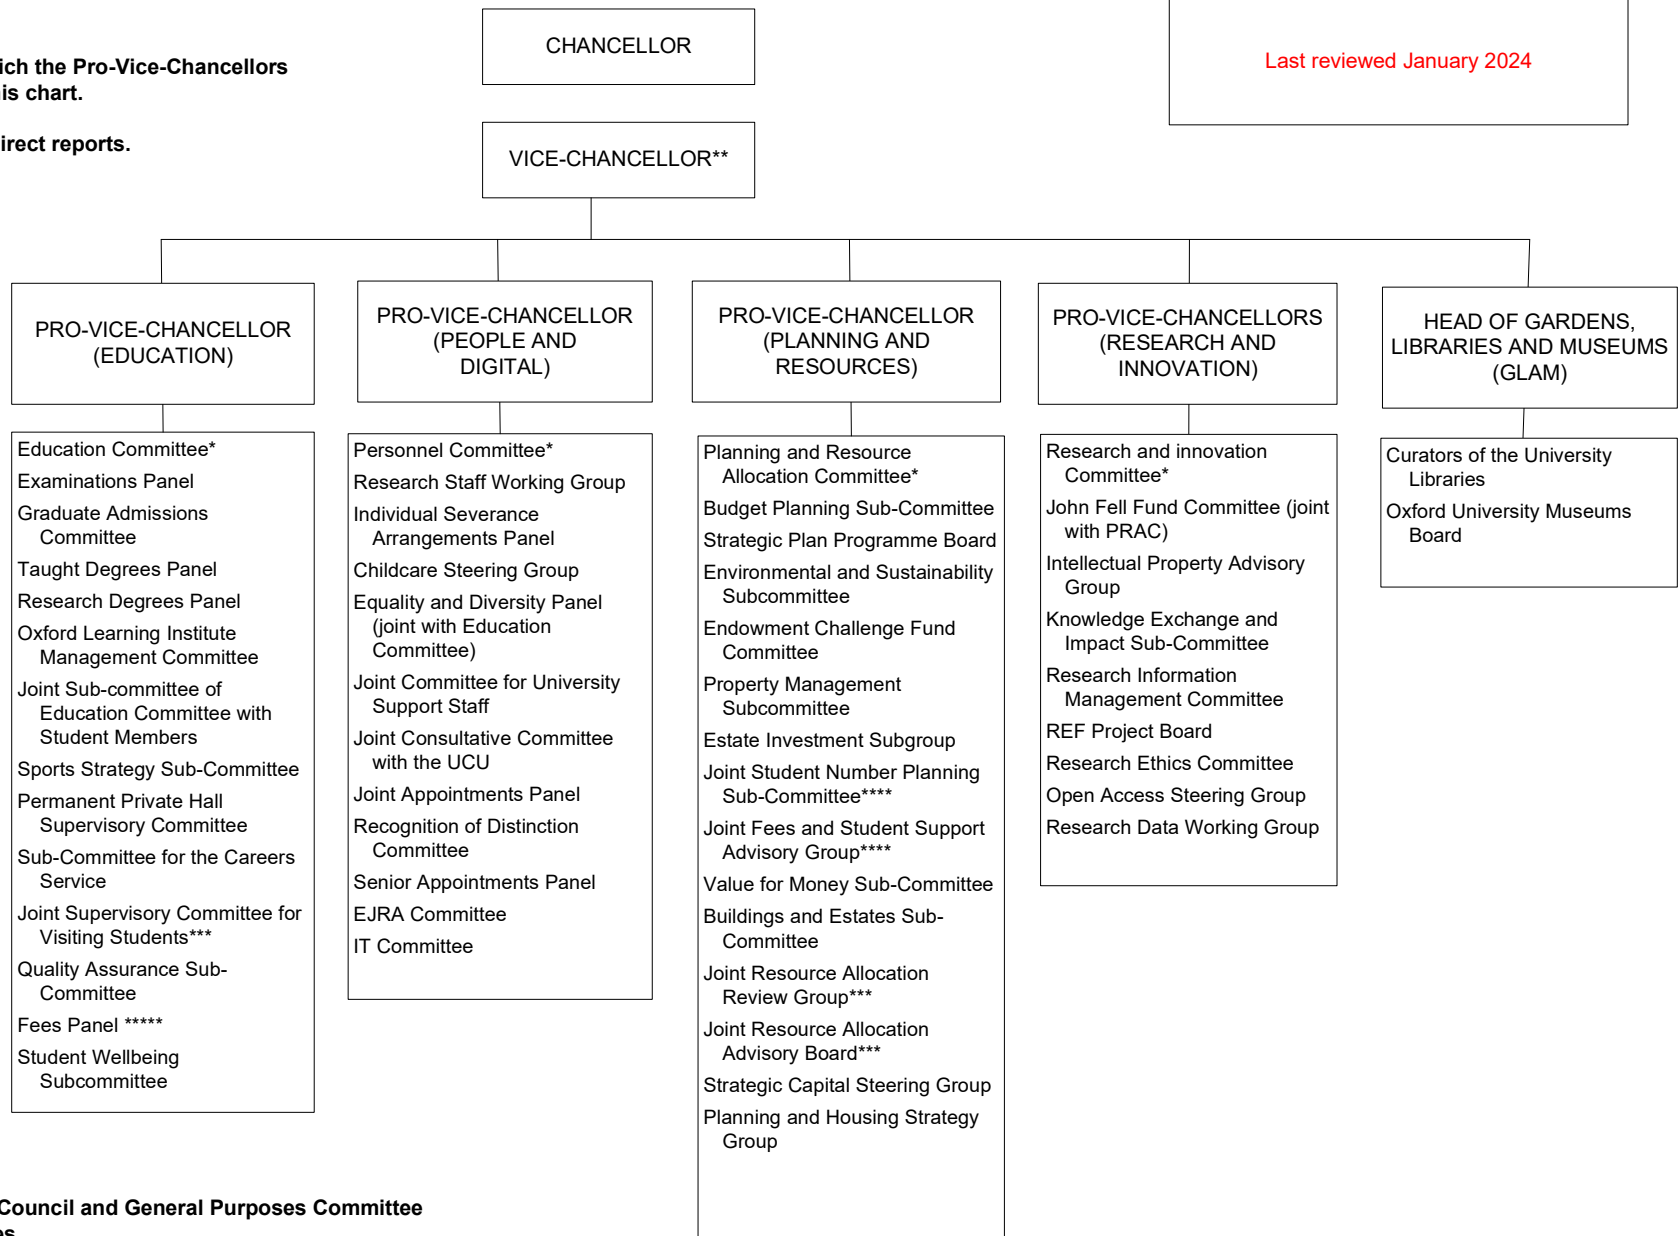 CHANCELLOR
Last reviewed January 2024
ich the Pro-Vice-Chancellors
his chart.
irect reports.
VICE-CHANCELLOR**
PRO-VICE-CHANCELLOR
(EDUCATION)
PRO-VICE-CHANCELLOR
(PEOPLE AND
DIGITAL)
PRO-VICE-CHANCELLOR
(PLANNING AND
RESOURCES)
PRO-VICE-CHANCELLORS
(RESEARCH AND
INNOVATION)
HEAD OF GARDENS,
LIBRARIES AND MUSEUMS
(GLAM)
Education Committee*
Examinations Panel
Graduate Admissions
Committee
Taught Degrees Panel
Research Degrees Panel
Oxford Learning Institute
Management Committee
Joint Sub-committee of
Education Committee with
Student Members
Sports Strategy Sub-Committee
Permanent Private Hall
Supervisory Committee
Sub-Committee for the Careers
Service
Joint Supervisory Committee for
Visiting Students***
Quality Assurance Sub-
Committee
Fees Panel *****
Student Wellbeing
Subcommittee
Personnel Committee*
Research Staff Working Group
Individual Severance
Arrangements Panel
Childcare Steering Group
Equality and Diversity Panel
(joint with Education
Committee)
Joint Committee for University
Support Staff
Joint Consultative Committee
with the UCU
Joint Appointments Panel
Recognition of Distinction
Committee
Senior Appointments Panel
EJRA Committee
IT Committee
Planning and Resource
Allocation Committee*
Budget Planning Sub-Committee
Strategic Plan Programme Board
Environmental and Sustainability
Subcommittee
Endowment Challenge Fund
Committee
Property Management
Subcommittee
Estate Investment Subgroup
Joint Student Number Planning
Sub-Committee****
Joint Fees and Student Support
Advisory Group****
Value for Money Sub-Committee
Buildings and Estates Sub-
Committee
Joint Resource Allocation
Review Group***
Joint Resource Allocation
Advisory Board***
Strategic Capital Steering Group
Planning and Housing Strategy
Group
Research and innovation
Committee*
John Fell Fund Committee (joint
with PRAC)
Intellectual Property Advisory
Group
Knowledge Exchange and
Impact Sub-Committee
Research Information
Management Committee
REF Project Board
Research Ethics Committee
Open Access Steering Group
Research Data Working Group
Curators of the University
Libraries
Oxford University Museums
Board
Council and General Purposes Committee